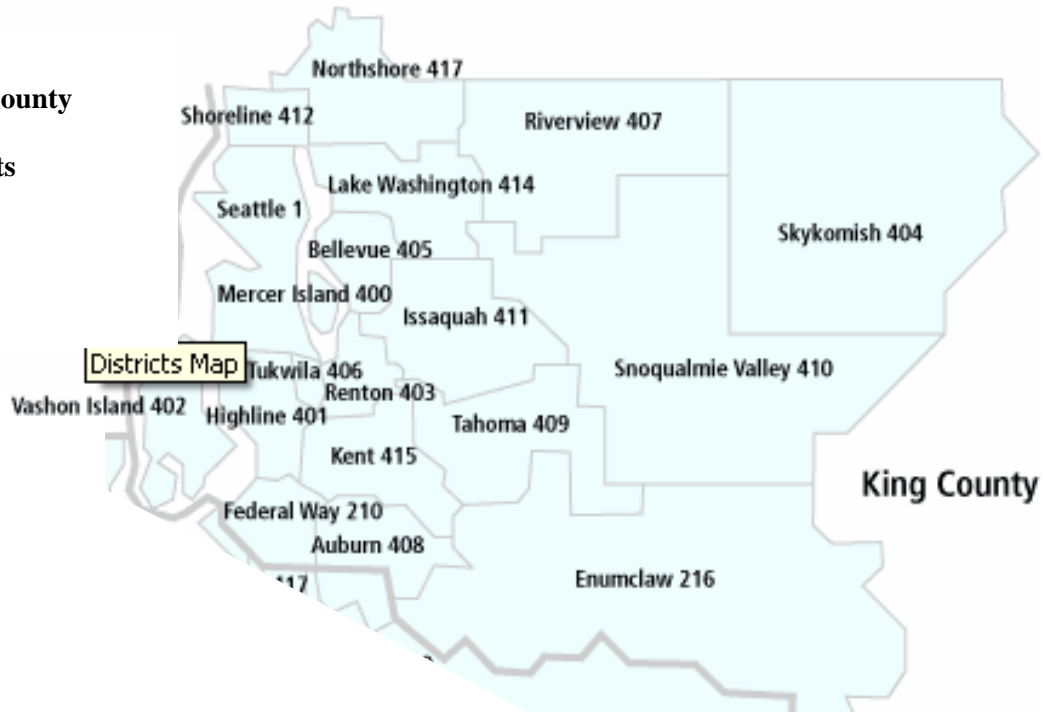 Northshore 417
ounty
Shoreline 412
Riverview 407
ts
Lake Washington 414
Seattle 1
Skykomish 404
Bellevue 405
Mercer Island 400
Issaquah 411
Districts Map
Tukwila 406
Snoqualmie Valley 410
Renton 403
Vashon Island 402
Highline 401
Tahoma 409
Kent 415
King County
Federal Way 210
Auburn 408
Enumclaw 216
417